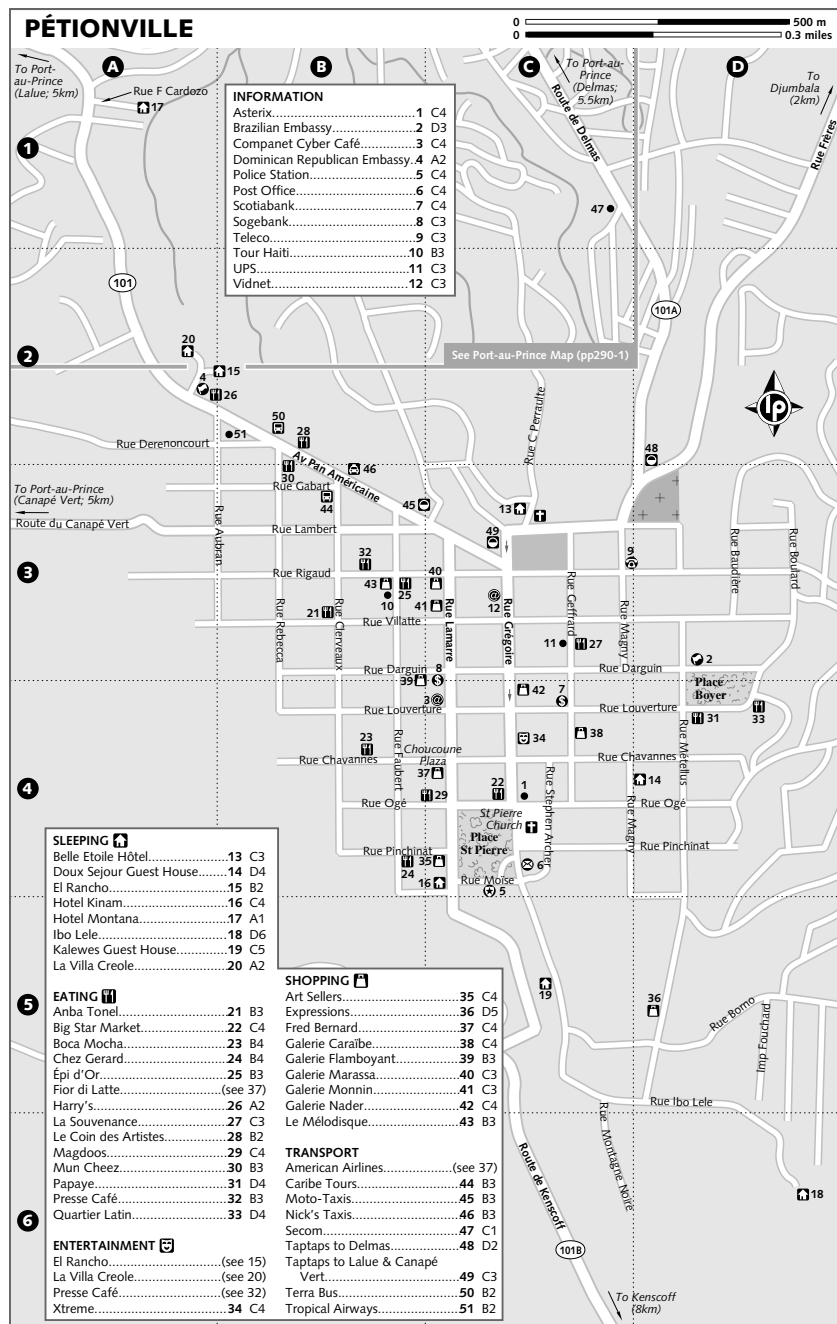 PÉTIONVILLE
0 500 m
0 0.3 miles
A
B
C
D
To Port-
au-Prince
(Lalue; 5km)
Rue F Cardozo
17
To Port-au-
Prince
(Delmas;
5.5km)
Route de Delmas
To
Djumbala
(2km)
Rue Frères
1
INFORMATION
Asterix 1 C4
Brazilian Embassy 2 D3
Companet Cyber Café 3 C4
Dominican Republican Embassy 4 A2
Police Station 5 C4
Post Office 6 C4
Scotiabank 7 C4
Sogebank 8 C3
Teleco 9 C3
Tour Haiti 10 B3
UPS 11 C3
Vidnet 12 C3
47
101
101A
2
See Port-au-Prince Map (pp290-1)
20
15
4
26
lp
50
28
51
Rue Derenoncourt
Av Pan Américaine
Rue C Perraulte
48
30
46
Rue Gabart
44
45
13
To Port-au-Prince
(Canapé Vert; 5km)
Route du Canapé Vert
Rue Aubran
Rue Lambert
49
3
32
Rue Rigaud
43
10
25
40
41
12
9
Rue Baudière
Rue Boulard
21
Rue Villatte
Rue Rebecca
Rue Clerveaux
Rue Lamarre
Rue Grégoire
Rue Geffrard
Rue Magny
11
27
Rue Darguin
8
39
Rue Darguin
2
Place
Boyer
3
Rue Louverture
42
7
Rue Louverture
31
33
4
23
Rue Chavannes
Rue Faubert
Choucoune
Plaza
37
34
38
Rue Chavannes
Rue Métellus
14
29
22
1
Rue Ogé
Rue Stephen Archer
Rue Ogé
St Pierre
Church
Place
St Pierre
Rue Magny
Rue Pinchinat
24
35
16
6
Rue Pinchinat
Rue Moïse
5
SLEEPING
Belle Etoile Hôtel 13 C3
Doux Sejour Guest House 14 D4
El Rancho 15 B2
Hotel Kinam 16 C4
Hotel Montana 17 A1
Ibo Lele 18 D6
Kalewes Guest House 19 C5
La Villa Creole 20 A2
5
EATING
Anba Tonel 21 B3
Big Star Market 22 C4
Boca Mocha 23 B4
Chez Gerard 24 B4
Épi d'Or 25 B3
Fior di Latte (see 37)
Harry's 26 A2
La Souvenance 27 C3
Le Coin des Artistes 28 B2
Magdoos 29 C4
Mun Cheez 30 B3
Papaye 31 D4
Presse Café 32 B3
Quartier Latin 33 D4
6
ENTERTAINMENT
El Rancho (see 15)
La Villa Creole (see 20)
Presse Café (see 32)
Xtreme 34 C4
SHOPPING
Art Sellers 35 C4
Expressions 36 D5
Fred Bernard 37 C4
Galerie Caraïbe 38 C4
Galerie Flamboyant 39 B3
Galerie Marassa 40 C3
Galerie Monnin 41 C3
Galerie Nader 42 C4
Le Mélodisque 43 B3
TRANSPORT
American Airlines (see 37)
Caribe Tours 44 B3
Moto-Taxis 45 B3
Nick's Taxis 46 B3
Secom 47 C1
Taptaps to Delmas 48 D2
Taptaps to Lalue & Canapé
Vert 49 C3
Terra Bus 50 B2
Tropical Airways 51 B2
19
36
Rue Borno
Imp Fouchard
Rue Ibo Lele
Rue Montagne Noire
Route de Kenscoff
18
101B
To Kenscoff
(8km)